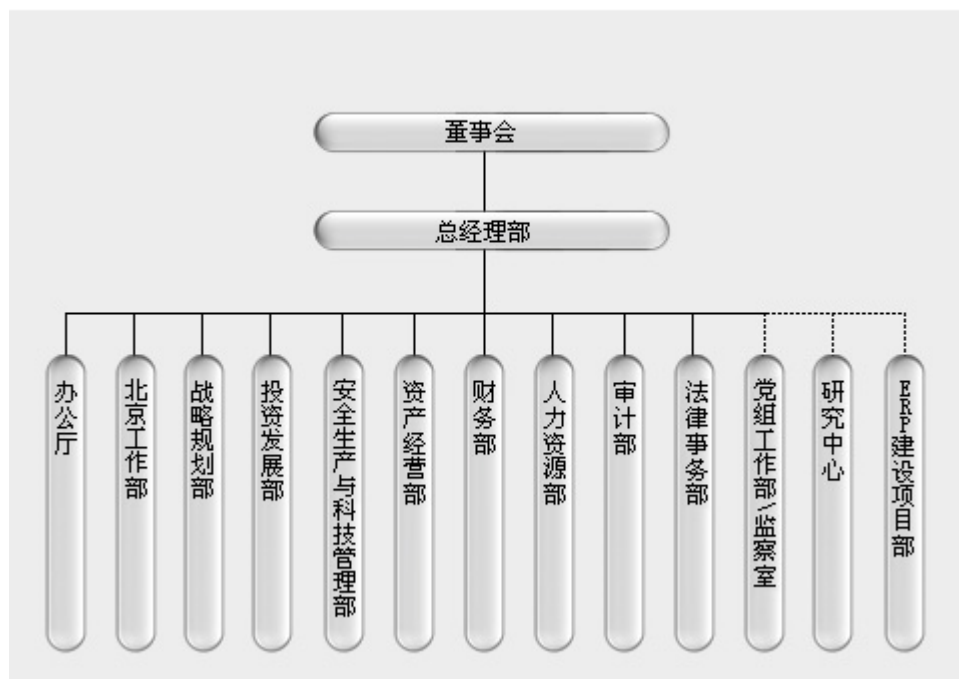 董事会
总经理部
办公厅
北京工作部
战略规划部
投资发展部
安全生产与科技管理部
资产经营部
财务部
人力资源部
审计部
法律事务部
党组工作部/监察室
研究中心
ERP建设项目部